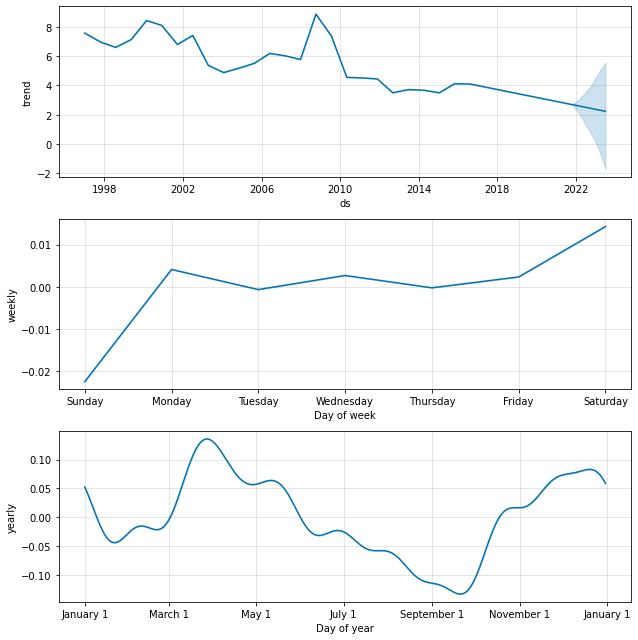 trend
8
6
4
2
0
−2
1998 2002 2006 2010 2014 2018 2022
ds
weekly
0.01
0.00
−0.01
−0.02
Sunday Monday Tuesday Wednesday Thursday Friday Saturday
Day of week
yearly
0.10
0.05
0.00
−0.05
−0.10
January 1 March 1 May 1 July 1 September 1 November 1 January 1
Day of year